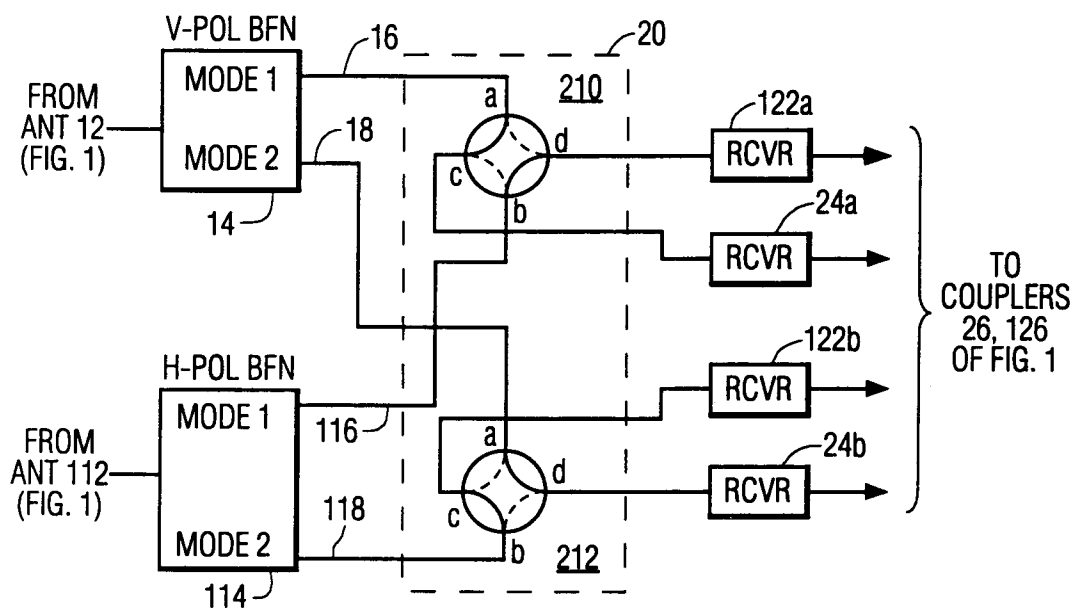 V-POL BFN
16
20
MODE 1
a
210
122a
FROM
ANT 12
(FIG. 1)
18
d
RCVR
MODE 2
c
b
24a
14
RCVR
TO
COUPLERS
26, 126
OF FIG. 1
122b
H-POL BFN
RCVR
MODE 1
116
a
24b
FROM
ANT 112
(FIG. 1)
d
RCVR
c
118
MODE 2
b
212
114